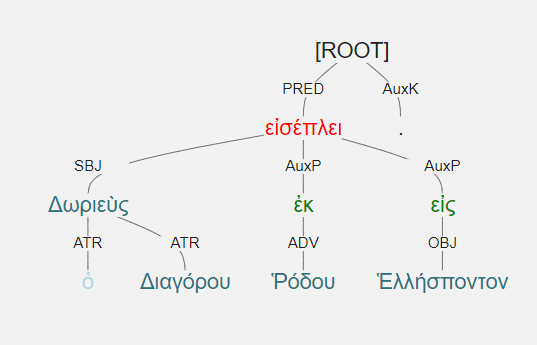 [ROOT]
PRED AuxK
εἰσέπλει .
SBJ AuxP AuxP
Δωριεὺς ἐκ εἰς
ATR ATR ADV OBJ
ὁ Διαγόρου Ῥόδου Ἑλλήσποντον